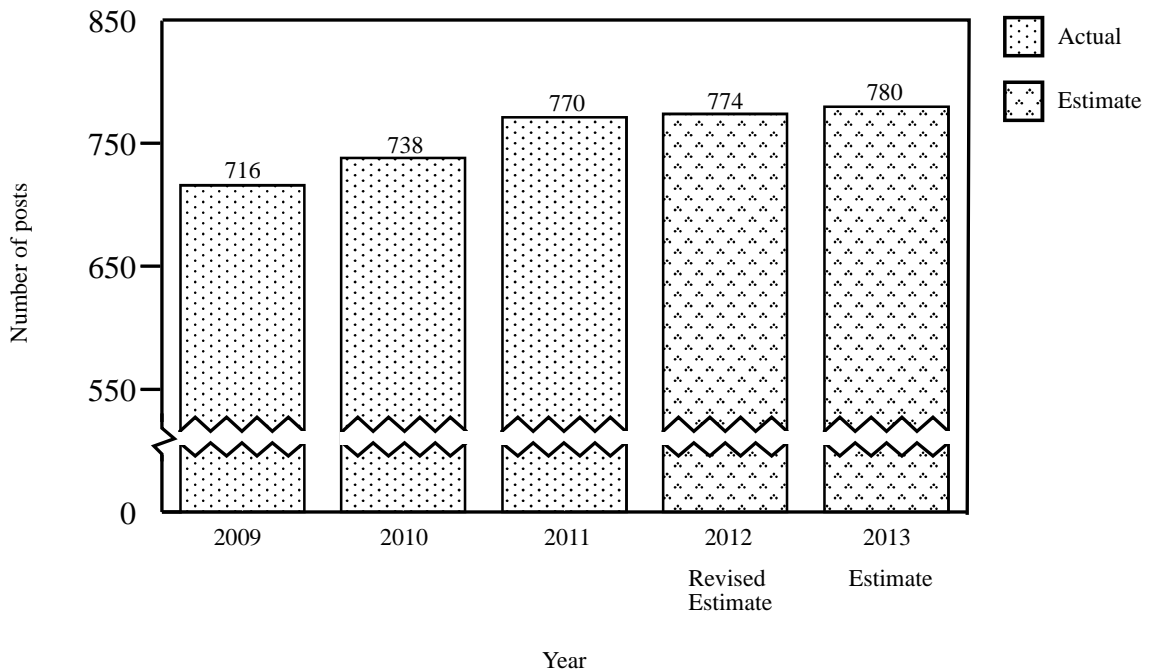 850
750
650
550
0
Number of posts
716
738
770
774
780
2009
2010
2011
2012
2013
Revised
Estimate
Estimate
Year
Actual
Estimate